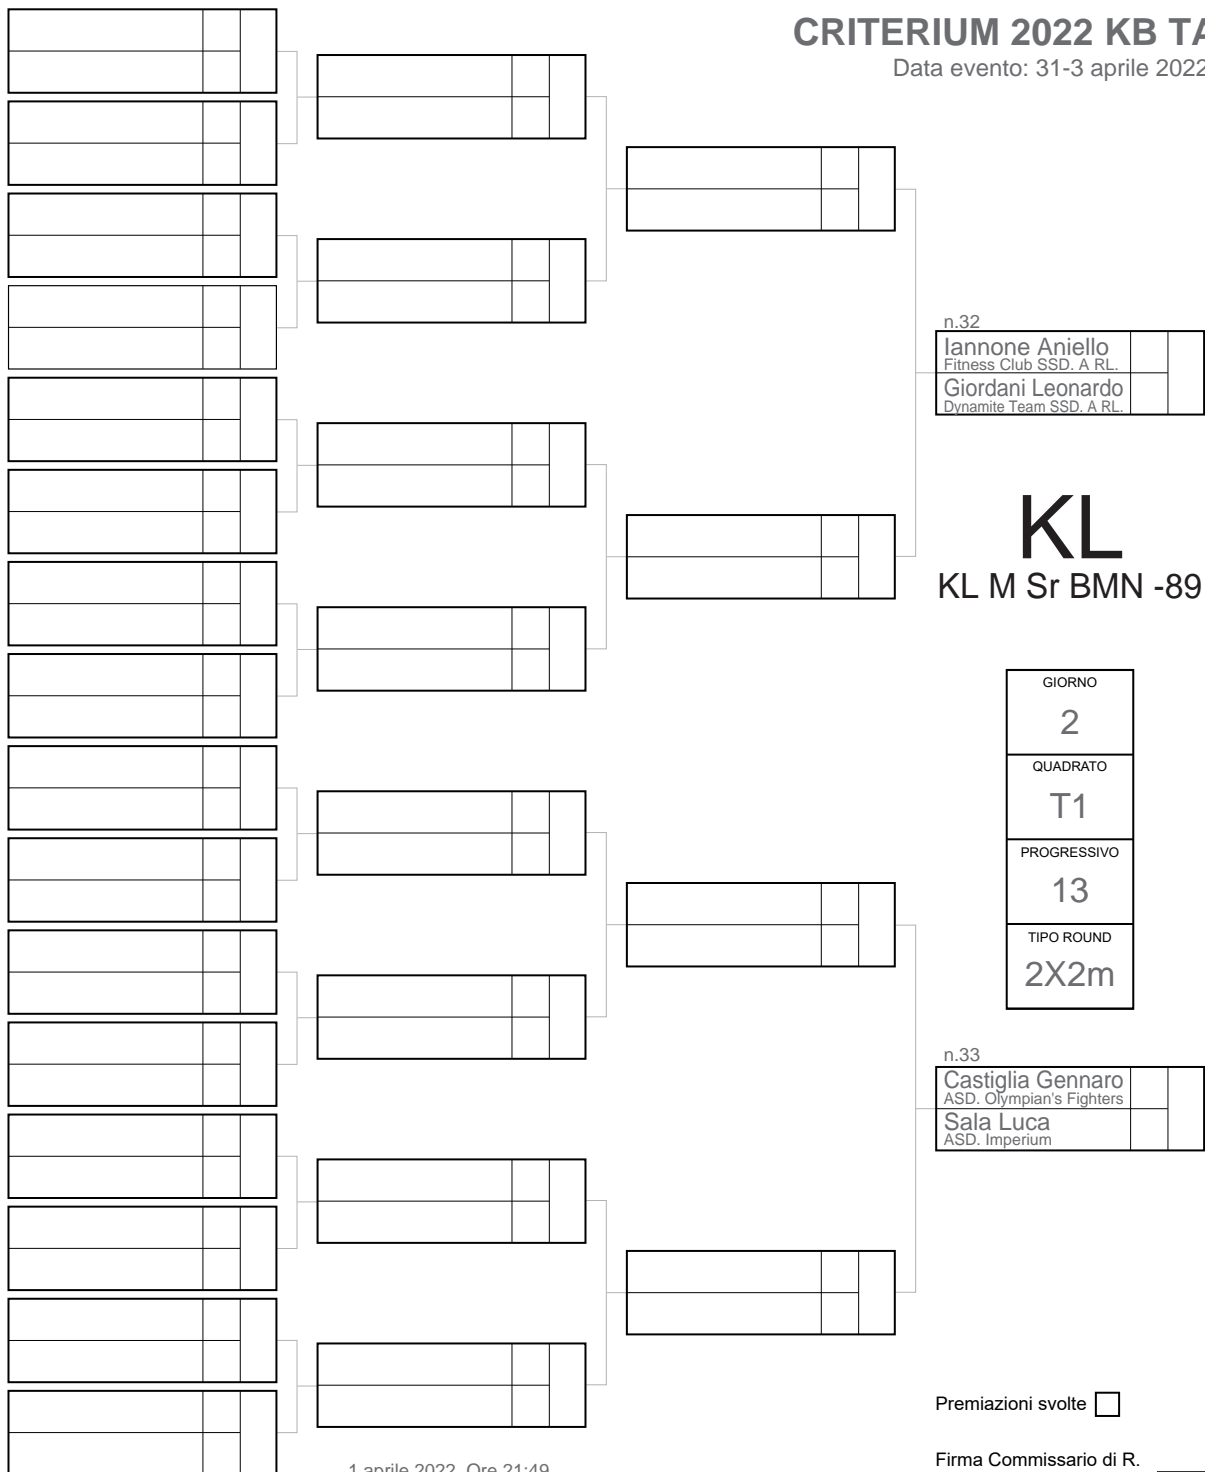 CRITERIUM 2022 KB
Data evento: 31-3 aprile 2022
n.32
Iannone Aniello
Fitness Club SSD. A RL.
Giordani Leonardo
Dynamite Team SSD. A RL.
KL
KL M Sr BMN -89
GIORNO
2
QUADRATO
T1
PROGRESSIVO
13
TIPO ROUND
2X2m
n.33
Castiglia Gennaro
ASD. Olympian's Fighters
Sala Luca
ASD. Imperium
Premiazioni svolte
Firma Commissario di R.
1 aprile 2022 Ore 21:49